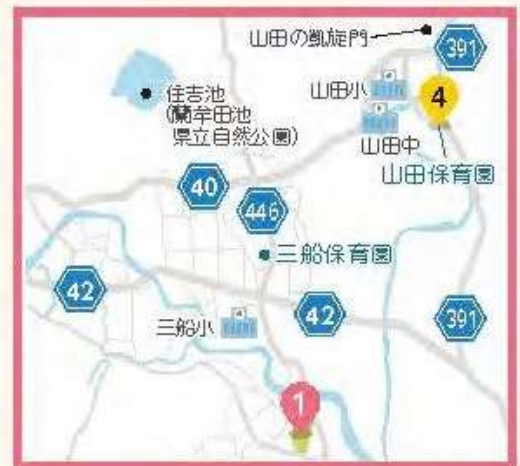 山田の凱旋門
391
住吉池
(藺牟田池
県立自然公園)
山田小
4
山田中
山田保育園
40
446
三船保育園
42
三船小
42
391
1